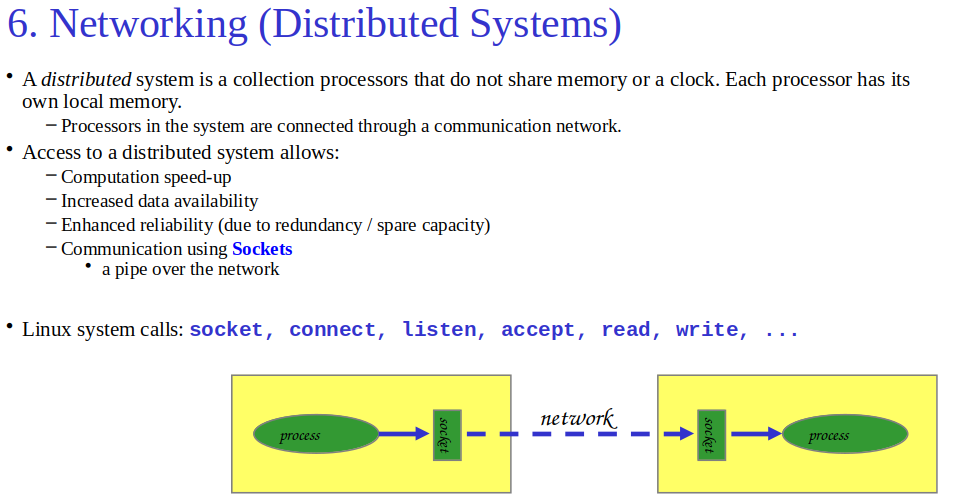 6. Networking (Distributed Systems)
• A distributed system is a collection processors that do not share memory or a clock. Each processor has its
own local memory.
– Processors in the system are connected through a communication network.
• Access to a distributed system allows:
– Computation speed-up
– Increased data availability
– Enhanced reliability (due to redundancy / spare capacity)
– Communication using Sockets
• a pipe over the network
• Linux system calls: socket, connect, listen, accept, read, write, ...
process
socket
network
socket
process